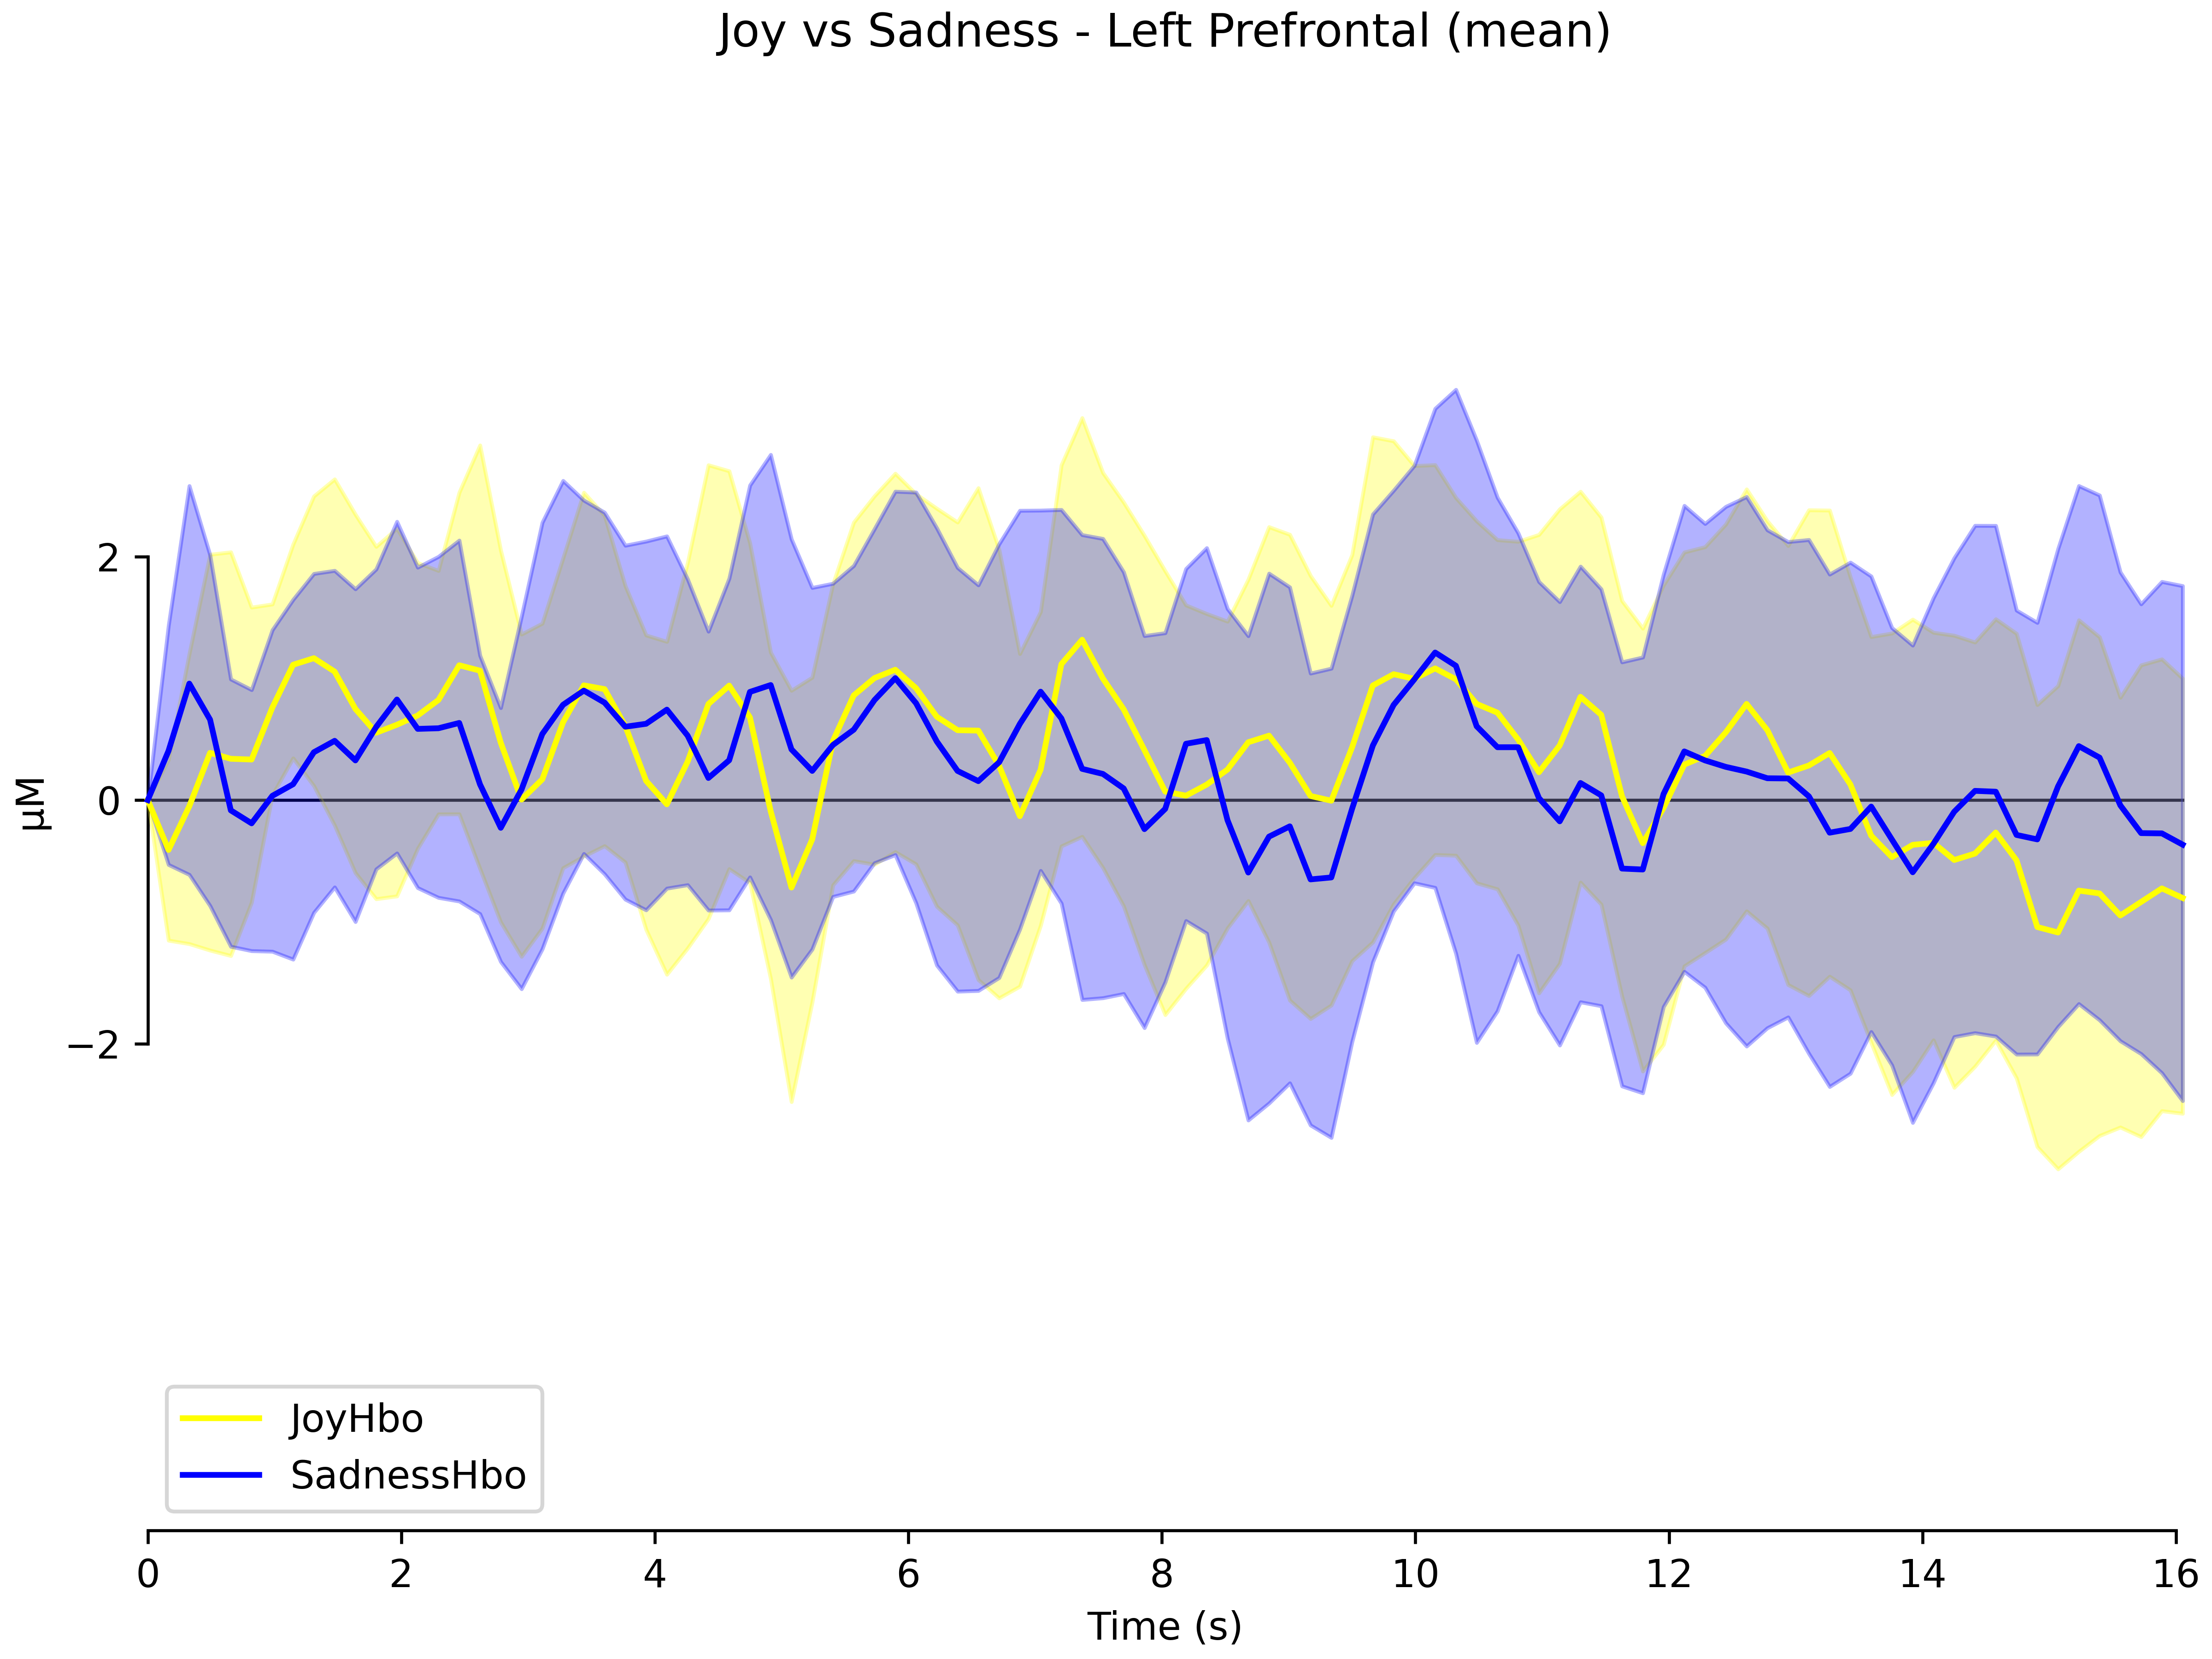 Joy vs Sadness - Left Prefrontal (mean)
µM
2
0
−2
JoyHbo
SadnessHbo
0 2 4 6 8 10 12 14 16
Time (s)